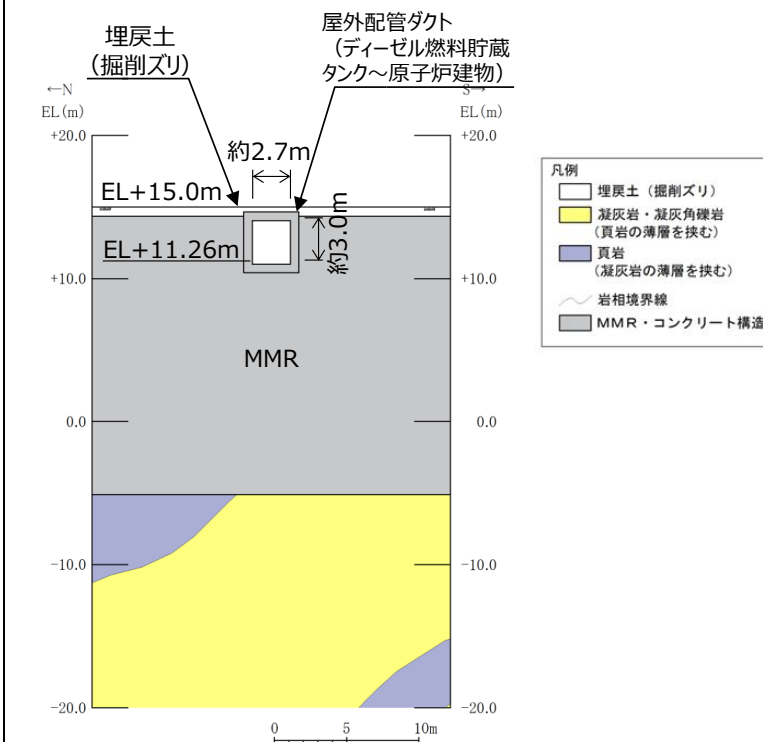 埋戻土
(掘削ズリ)
屋外配管ダクト
(ディーゼル燃料貯蔵
タンク~原子炉建物)
←N
EL(m)
S→
EL(m)
+20.0
+20.0
約2.7m
EL+15.0m
約3.0m
EL+11.26m
+10.0
+10.0
MMR
0.0
0.0
-10.0
-10.0
-20.0
-20.0
0 5 10m
凡例
埋戻土(掘削ズリ)
凝灰岩・凝灰角礫岩
(頁岩の薄層を挟む)
頁岩
(凝灰岩の薄層を挟む)
岩相境界線
MMR・コンクリート構造